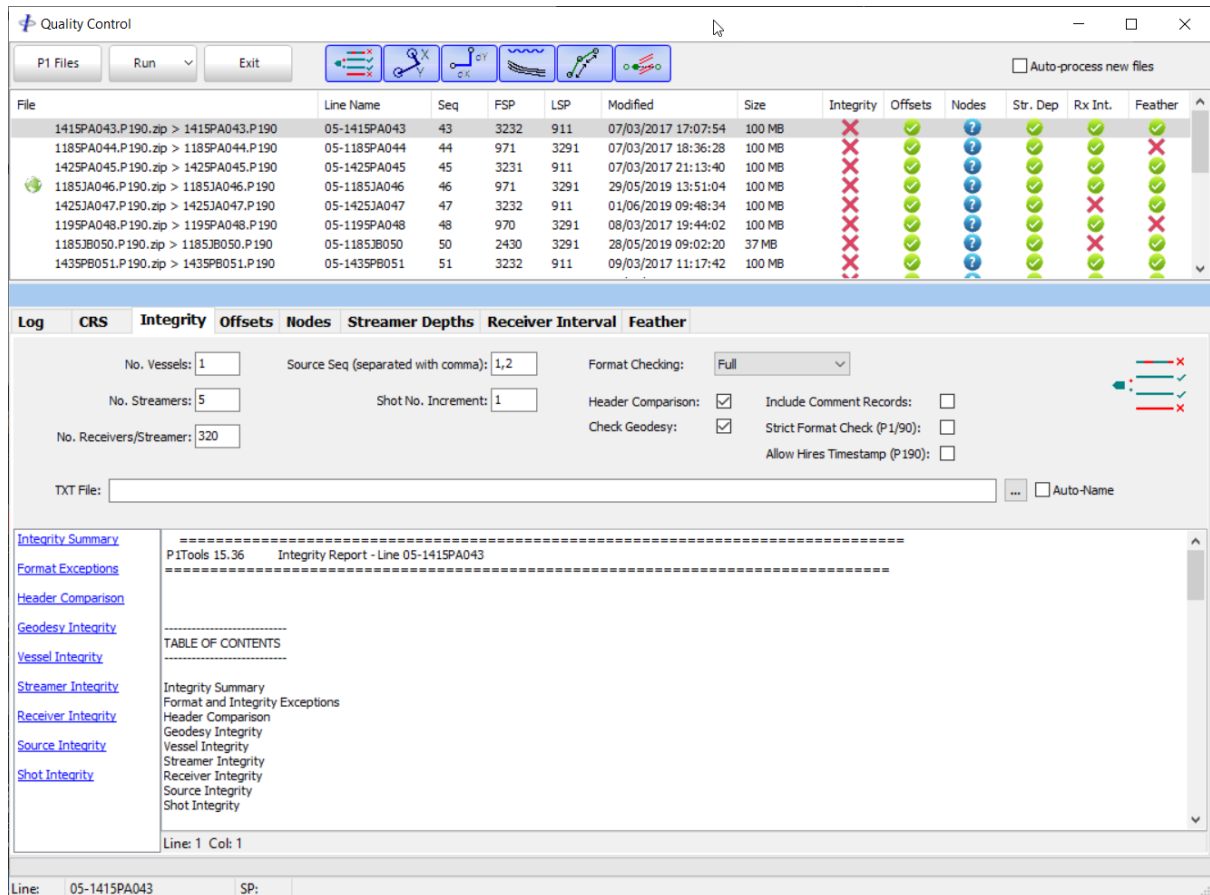 Quality Control
P1 Files Run Exit Auto-process new files
File Line Name Seq FSP LSP Modified Size Integrity Offsets Nodes Str. Dep Rx Int. Feather
1415PA043.P190.zip > 1415PA043.P190 05-1415PA043 43 3232 911 07/03/2017 17:07:54 100 MB
1185PA044.P190.zip > 1185PA044.P190 05-1185PA044 44 971 3291 07/03/2017 18:36:28 100 MB
1425PA045.P190.zip > 1425PA045.P190 05-1425PA045 45 3231 911 07/03/2017 21:13:40 100 MB
1185JA046.P190.zip > 1185JA046.P190 05-1185JA046 46 971 3291 29/05/2019 13:51:04 100 MB
1425JA047.P190.zip > 1425JA047.P190 05-1425JA047 47 3232 911 01/06/2019 09:48:34 100 MB
1195PA048.P190.zip > 1195PA048.P190 05-1195PA048 48 970 3291 08/03/2017 19:44:02 100 MB
1185JB050.P190.zip > 1185JB050.P190 05-1185JB050 50 2430 3291 28/05/2019 09:02:20 37 MB
1435PB051.P190.zip > 1435PB051.P190 05-1435PB051 51 3232 911 09/03/2017 11:17:42 100 MB
Log CRS Integrity Offsets Nodes Streamer Depths Receiver Interval Feather
No. Vessels: 1 Source Seq (separated with comma): 1,2 Format Checking: Full
No. Streamers: 5 Shot No. Increment: 1 Header Comparison: Include Comment Records:
Check Geodesy: Strict Format Check (P1/90):
No. Receivers/Streamer: 320
Allow Hires Timestamp (P190):
TXT File: ... Auto-Name
Integrity Summary
Format Exceptions
Header Comparison
Geodesy Integrity
Vessel Integrity
Streamer Integrity
Receiver Integrity
Source Integrity
Shot Integrity
================================================================================
P1Tools 15.36 Integrity Report - Line 05-1415PA043
================================================================================
---------------------------
TABLE OF CONTENTS
---------------------------
Integrity Summary
Format and Integrity Exceptions
Header Comparison
Geodesy Integrity
Vessel Integrity
Streamer Integrity
Receiver Integrity
Source Integrity
Shot Integrity
Line: 1 Col: 1
Line: 05-1415PA043 SP: